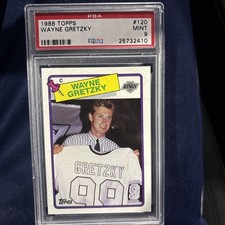 PSA
1988 TOPPS #120
WAYNE GRETZKY MINT
9
25732410
C
WAYNE
GRETZKY
KINGS
GRETZKY
99
Topps